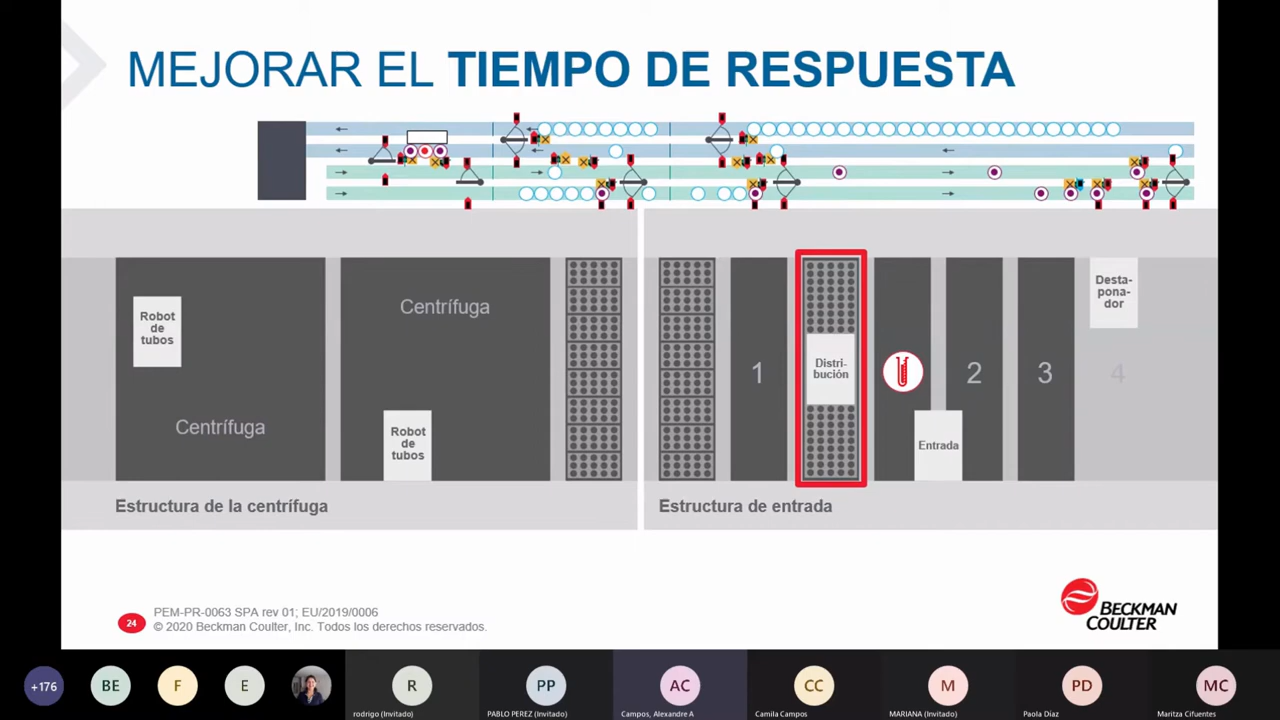 MEJORAR EL TIEMPO DE RESPUESTA
Robot
de
tubos
Centrífuga
Centrífuga
Robot
de
tubos
1
Distri-
bución
2
3
4
Desta-
pona-
dor
Entrada
Estructura de la centrífuga
Estructura de entrada
24
PEM-PR-0063 SPA rev 01; EU/2019/0006
© 2020 Beckman Coulter, Inc. Todos los derechos reservados.
BECKMAN
COULTER
+176
BE
F
E
R
rodrigo (Invitado)
PP
PABLO PEREZ (Invitado)
AC
Campos, Alexandre A
CC
Camila Campos
M
MARIANA (Invitado)
PD
Paola Díaz
MC
Maritza Cifuentes